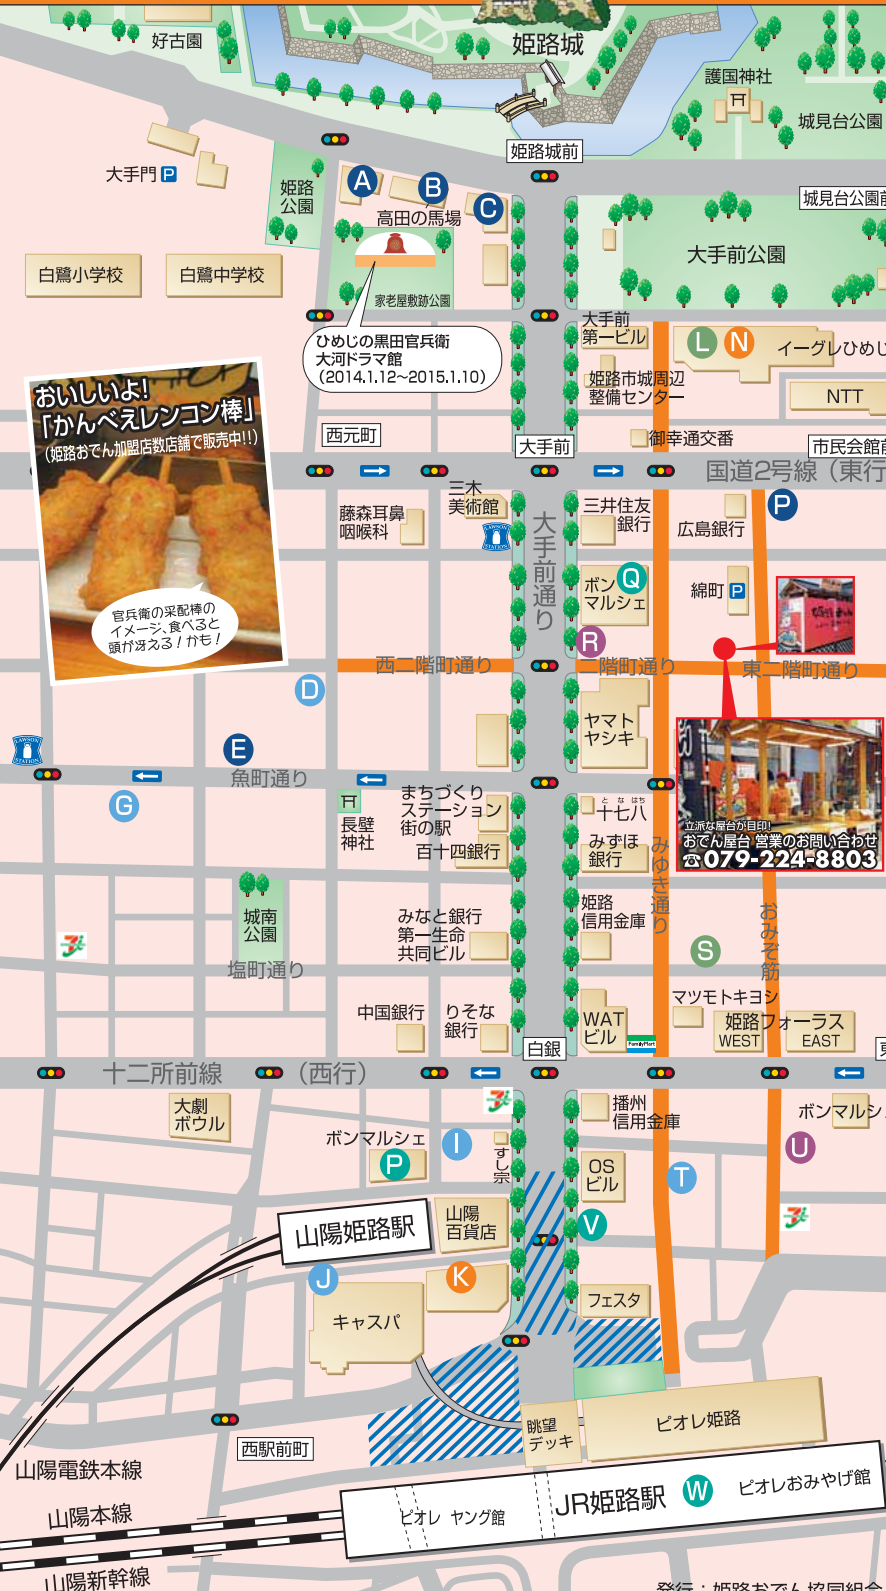 好古園
姫路城
護国神社
城見台公園
姫路城前
大手門 P
姫路
公園
A
B
C
高田の馬場
城見台公園前
大手前公園
白鷺小学校
白鷺中学校
家老屋敷跡公園
ひめじの黒田官兵衛
大河ドラマ館
（2014.1.12〜2015.1.10）
大手前
第一ビル
L
N
イーグレひめじ
姫路市城周辺
整備センター
NTT
おいしいよ！
「かんべえレンコン棒」
（姫路おでん加盟店数店舗で販売中!!）
官兵衛の采配棒の
イメージ、食べると
頭が冴える！かも！
西元町
大手前
御幸通交番
市民会館前
国道2号線（東行
三木
美術館
藤森耳鼻
咽喉科
LAWSON
STATION
大手前通り
三井住友
銀行
広島銀行
P
ボン
マルシェ
Q
綿町 P
R
西二階町通り
二階町通り
東二階町通り
D
ヤマト
ヤシキ
LAWSON
STATION
E
魚町通り
G
長壁
神社
まちづくり
ステーション
街の駅
百十四銀行
となはち
十七八
みずほ
銀行
みゆき通り
立派な屋台が目印!
おでん屋台 営業のお問い合わせ
☎079-224-8803
おみぞ筋
城南
公園
みなと銀行
第一生命
共同ビル
姫路
信用金庫
S
塩町通り
マツモトキヨシ
中国銀行
りそな
銀行
WAT
ビル
FamilyMart
姫路フォーラス
WEST
EAST
白銀
東
十二所前線
（西行）
大劇
ボウル
播州
信用金庫
ボンマルシェ
ボンマルシェ
P
I
すし宗
OS
ビル
T
U
山陽姫路駅
山陽
百貨店
V
J
K
キャスパ
フェスタ
西駅前町
眺望
デッキ
ピオレ姫路
山陽電鉄本線
山陽本線
山陽新幹線
ピオレ ヤング館
JR姫路駅
W
ピオレおみやげ館
発行：姫路おでん協同組合